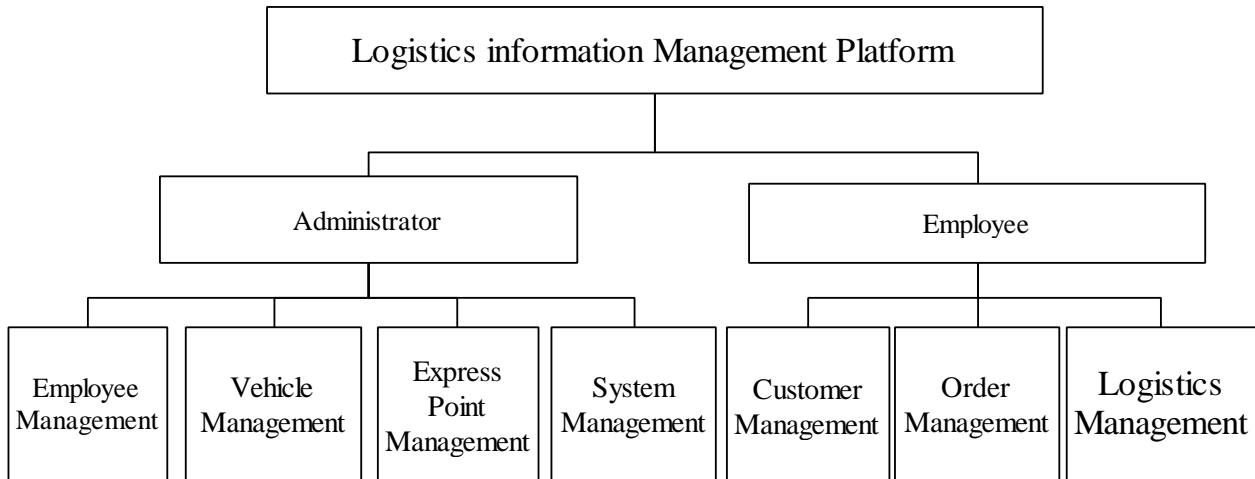 Logistics information Management Platform
Administrator
Employee
Employee
Management
Vehicle
Management
Express
Point
Management
System
Management
Customer
Management
Order
Management
Logistics
Management